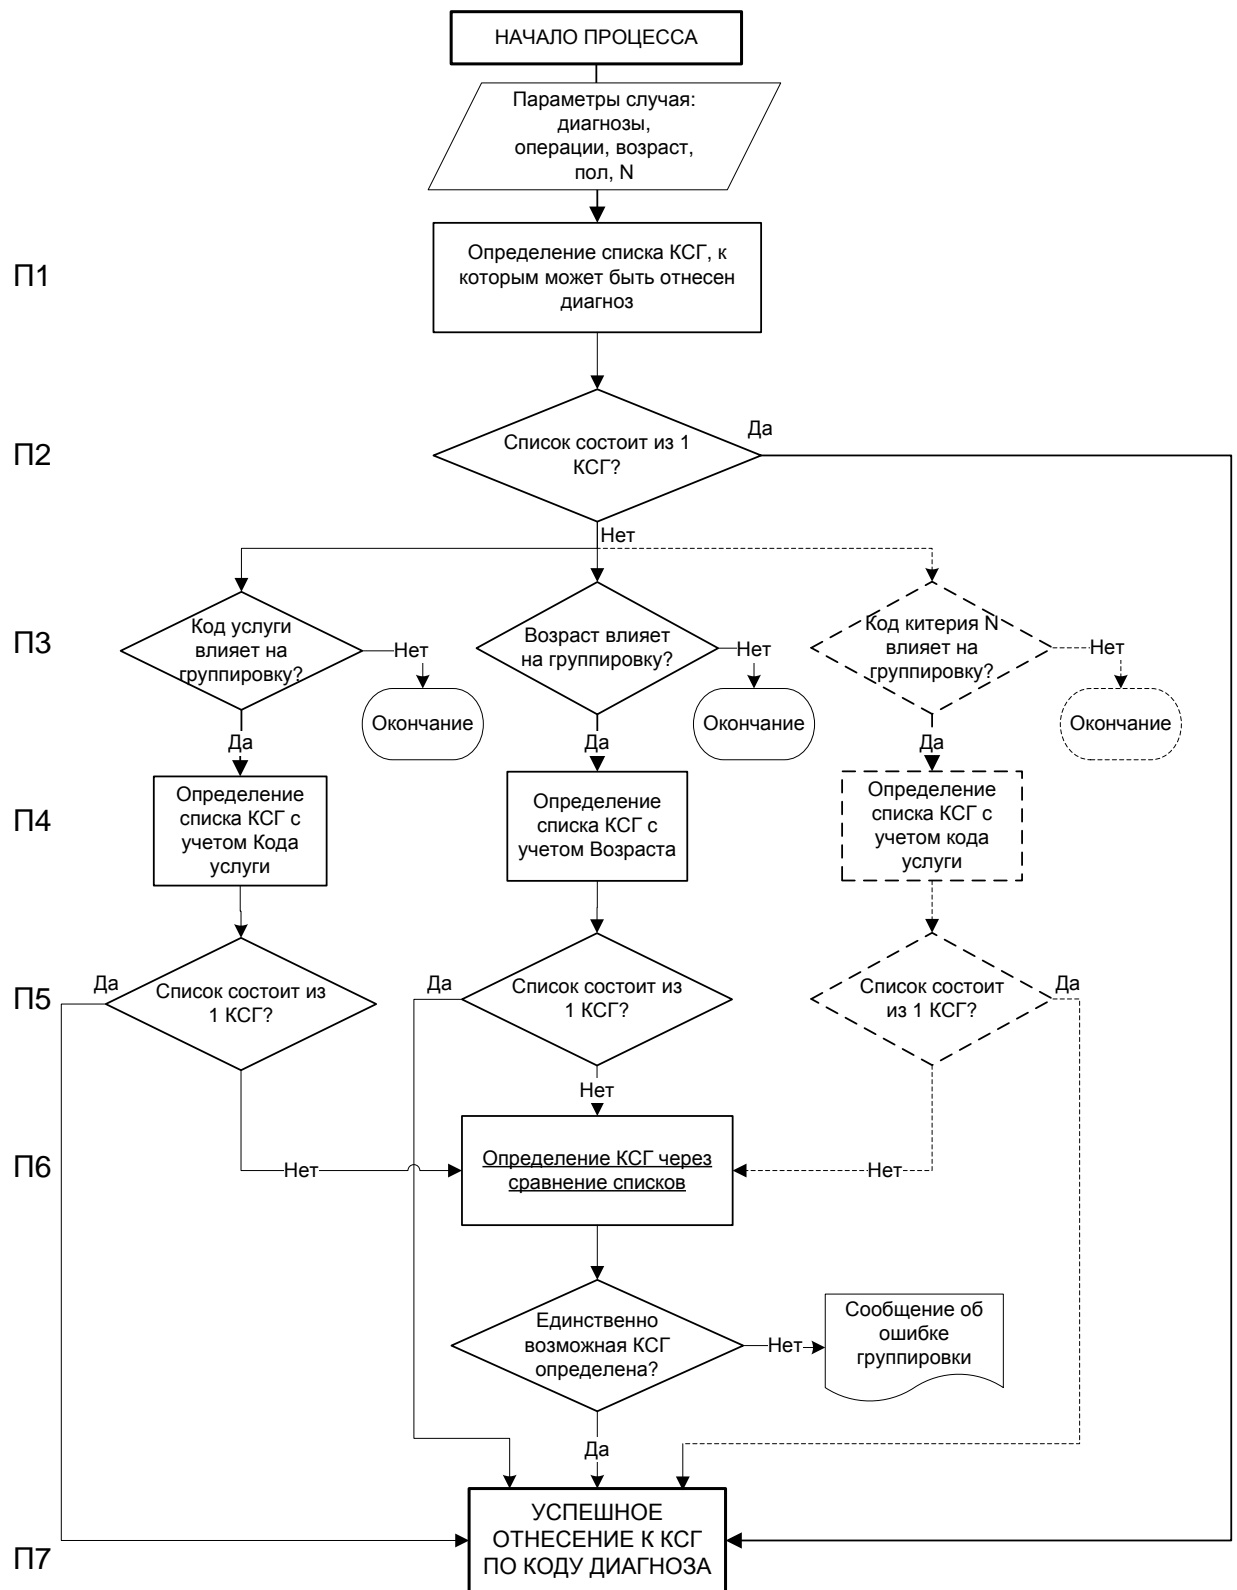 НАЧАЛО ПРОЦЕССА
Параметры случая:
диагнозы,
операции, возраст,
пол, N
П1
Определение списка КСГ, к
которым может быть отнесен
диагноз
П2
Список состоит из 1
КСГ?
Да
Нет
П3
Код услуги
влияет на
группировку?
Нет
Окончание
Да
Возраст влияет
на группировку?
Нет
Окончание
Да
Код китерия N
влияет на
группировку?
Нет
Окончание
Да
П4
Определение
списка КСГ с
учетом Кода
услуги
Определение
списка КСГ с
учетом Возраста
Определение
списка КСГ с
учетом кода
услуги
П5
Да
Список состоит из
1 КСГ?
Да
Список состоит из
1 КСГ?
Нет
Список состоит
из 1 КСГ?
Да
П6
Нет
Определение КСГ через
сравнение списков
Нет
Единственно
возможная КСГ
определена?
Нет
Сообщение об
ошибке
группировки
Да
П7
УСПЕШНОЕ
ОТНЕСЕНИЕ К КСГ
ПО КОДУ ДИАГНОЗА